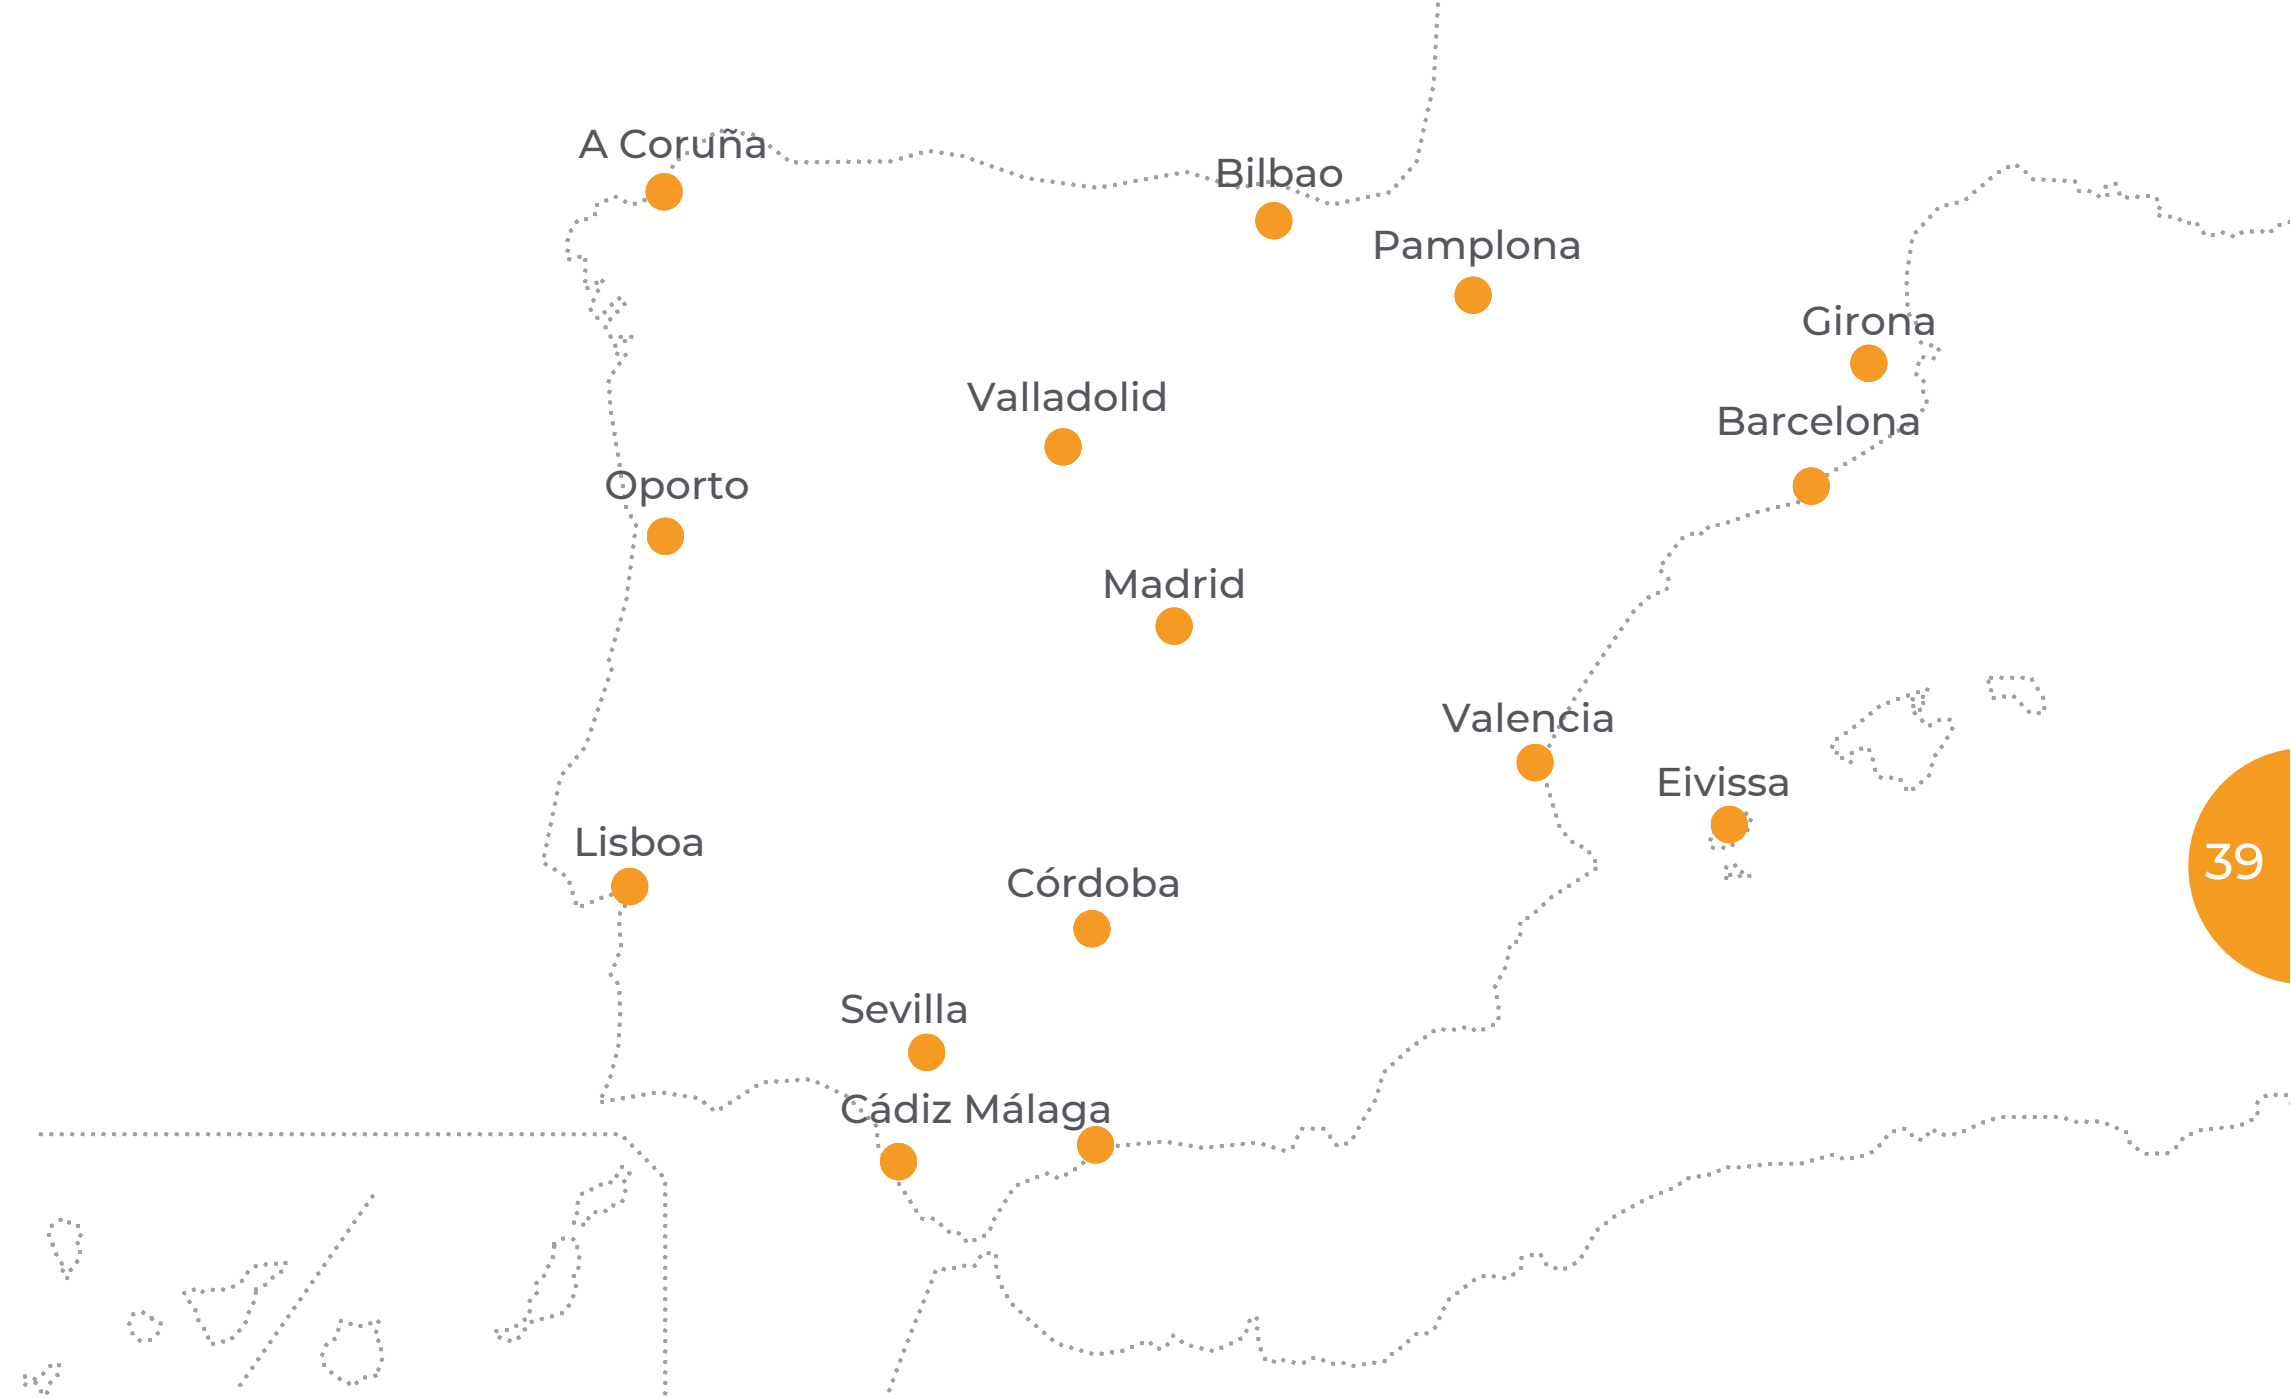 A Coruña
Bilbao
Pamplona
Girona
Valladolid
Barcelona
Oporto
Madrid
Valencia
Eivissa
Lisboa
39
Córdoba
Sevilla
Cádiz Málaga